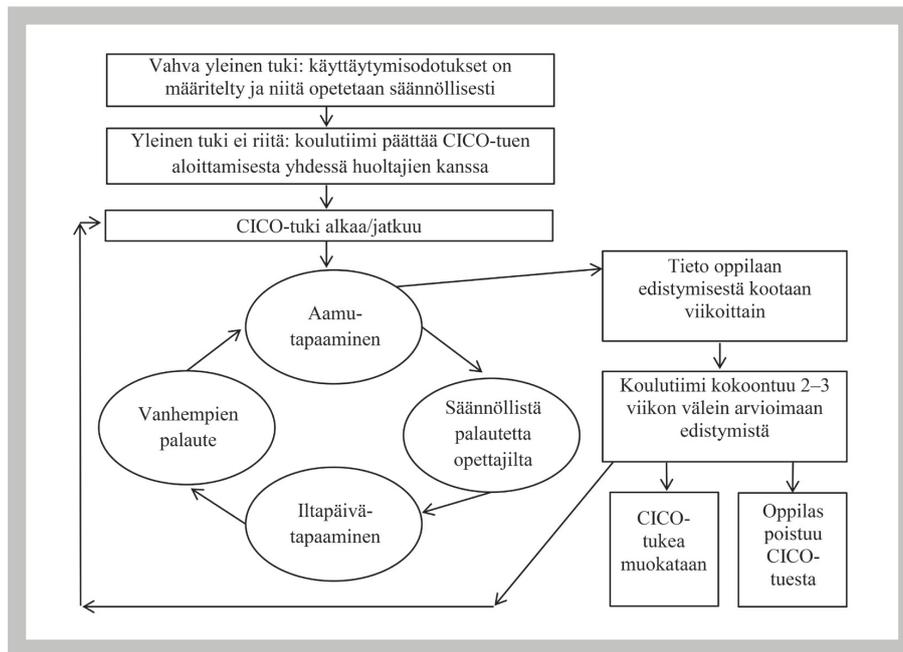 Vahva yleinen tuki: käyttäytymisodotukset on
määritelty ja niitä opetetaan säännöllisesti
Yleinen tuki ei riitä: koulutiimi päättää CICO-tuen
aloittamisesta yhdessä huoltajien kanssa
CICO-tuki alkaa/jatkuu
Aamu-
tapaaminen
Säännöllistä
palautetta
opettajilta
Iltapäivä-
tapaaminen
Vanhempien
palaute
Tieto oppilaan
edistymisestä kootaan
viikoittain
Koulutiimi kokoontuu 2–3
viikon välein arvioimaan
edistymistä
CICO-
tukea
muokataan
Oppilas
poistuu
CICO-
tuesta